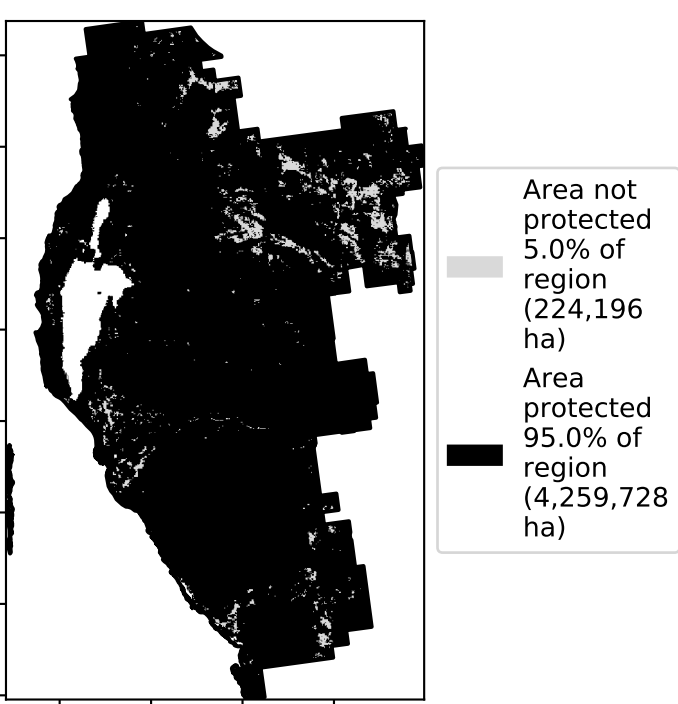 Area not
protected
5.0% of
region
(224,196
ha)
Area
protected
95.0% of
region
(4,259,728
ha)